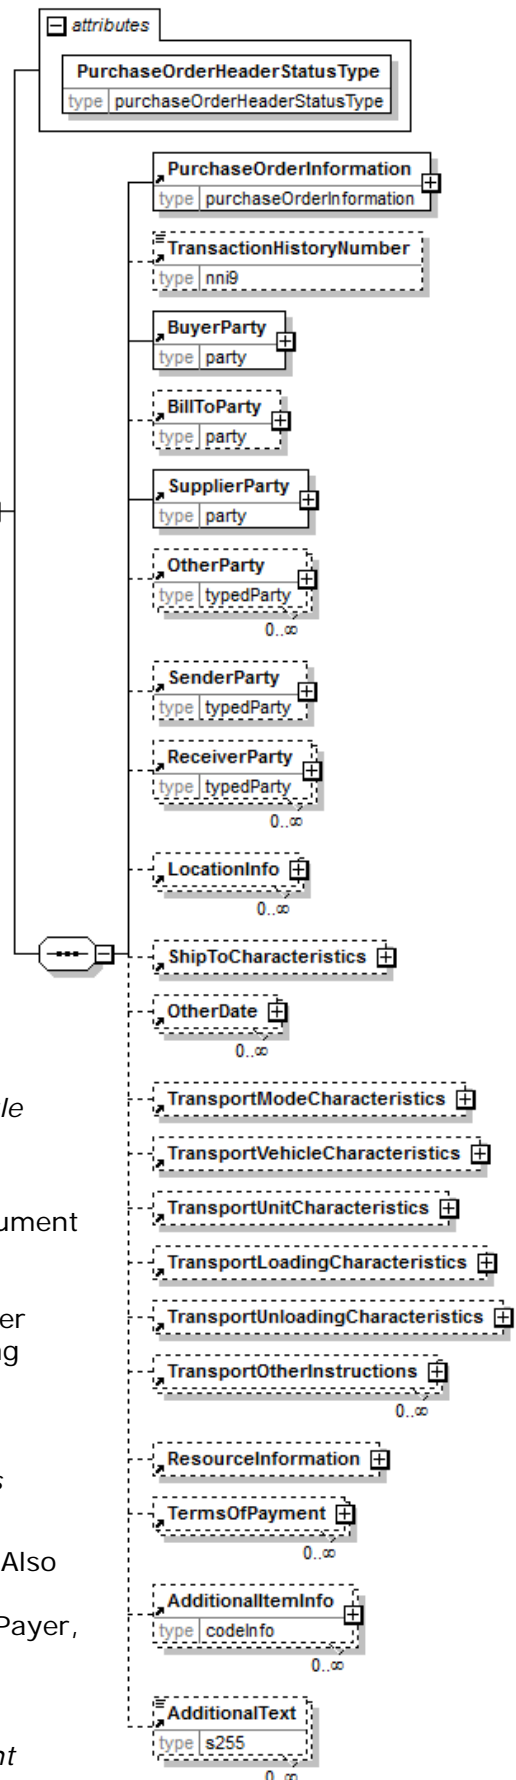 attributes
PurchaseOrderHeaderStatusType
type purchaseOrderHeaderStatusType
PurchaseOrderInformation
type purchaseOrderInformation
TransactionHistoryNumber
type nni9
BuyerParty
type party
BillToParty
type party
SupplierParty
type party
OtherParty
type typedParty
0..∞
SenderParty
type typedParty
ReceiverParty
type typedParty
0..∞
LocationInfo
0..∞
ShipToCharacteristics
OtherDate
0..∞
TransportModeCharacteristics
le
TransportVehicleCharacteristics
TransportUnitCharacteristics
ument
TransportLoadingCharacteristics
TransportUnloadingCharacteristics
er
ng
TransportOtherInstructions
0..∞
ResourceInformation
s
TermsOfPayment
0..∞
Also
AdditionalItemInfo
type codeInfo
Payer,
0..∞
AdditionalText
type s255
nt
0..∞